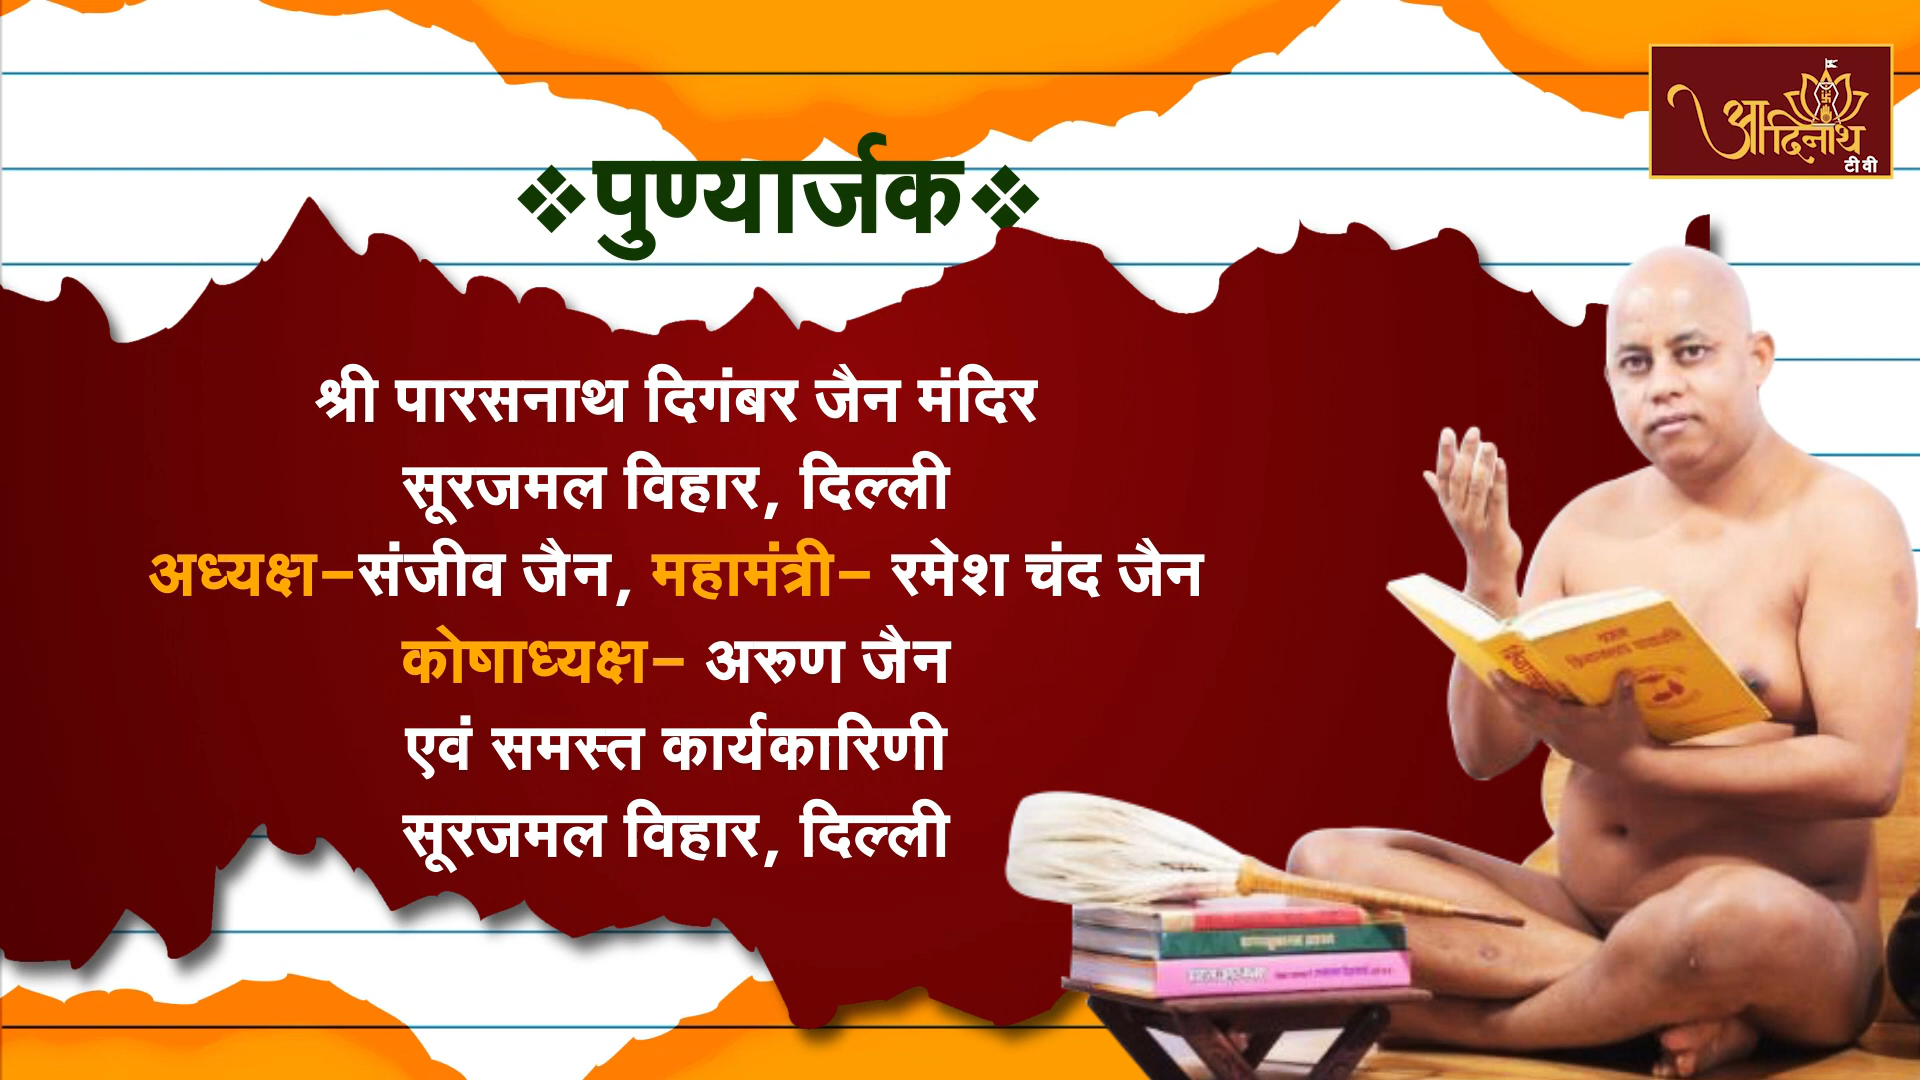 आदिनाथ
टीवी
❖पुण्यार्जक❖
श्री पारसनाथ दिगंबर जैन मंदिर
सूरजमल विहार, दिल्ली
अध्यक्ष–संजीव जैन, महामंत्री– रमेश चंद जैन
कोषाध्यक्ष– अरुण जैन
एवं समस्त कार्यकारिणी
सूरजमल विहार, दिल्ली